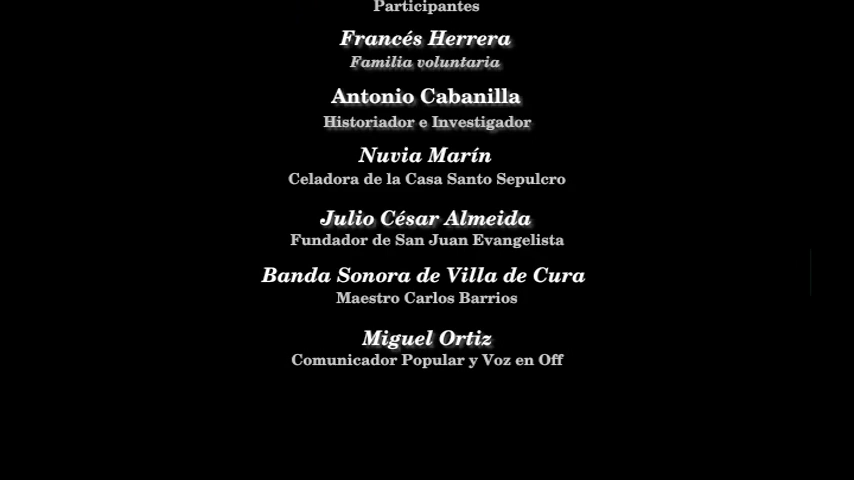 Participantes
Francés Herrera
Familia voluntaria
Antonio Cabanilla
Historiador e Investigador
Nuvia Marín
Celadora de la Casa Santo Sepulcro
Julio César Almeida
Fundador de San Juan Evangelista
Banda Sonora de Villa de Cura
Maestro Carlos Barrios
Miguel Ortiz
Comunicador Popular y Voz en Off